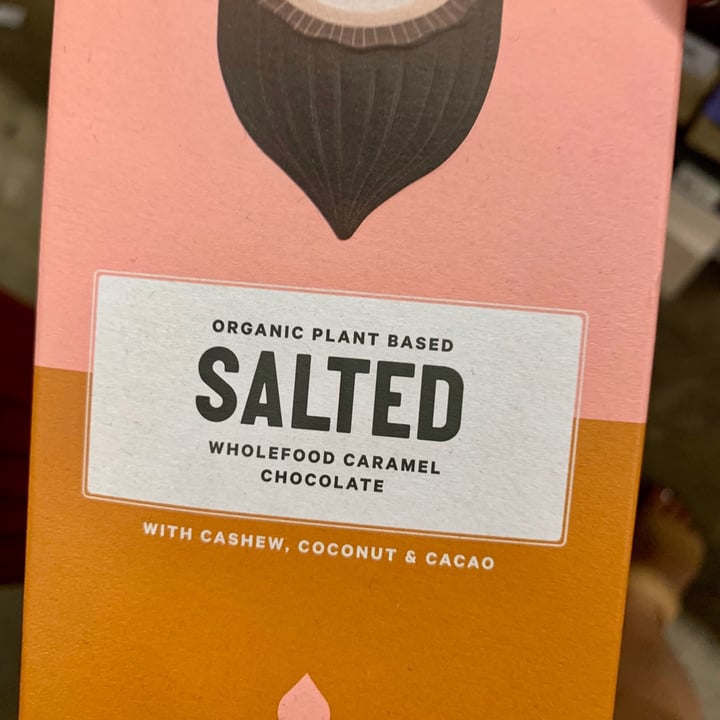 ORGANIC PLANT BASED
SALTED
WHOLEFOOD CARAMEL
CHOCOLATE
WITH CASHEW, COCONUT & CACAO